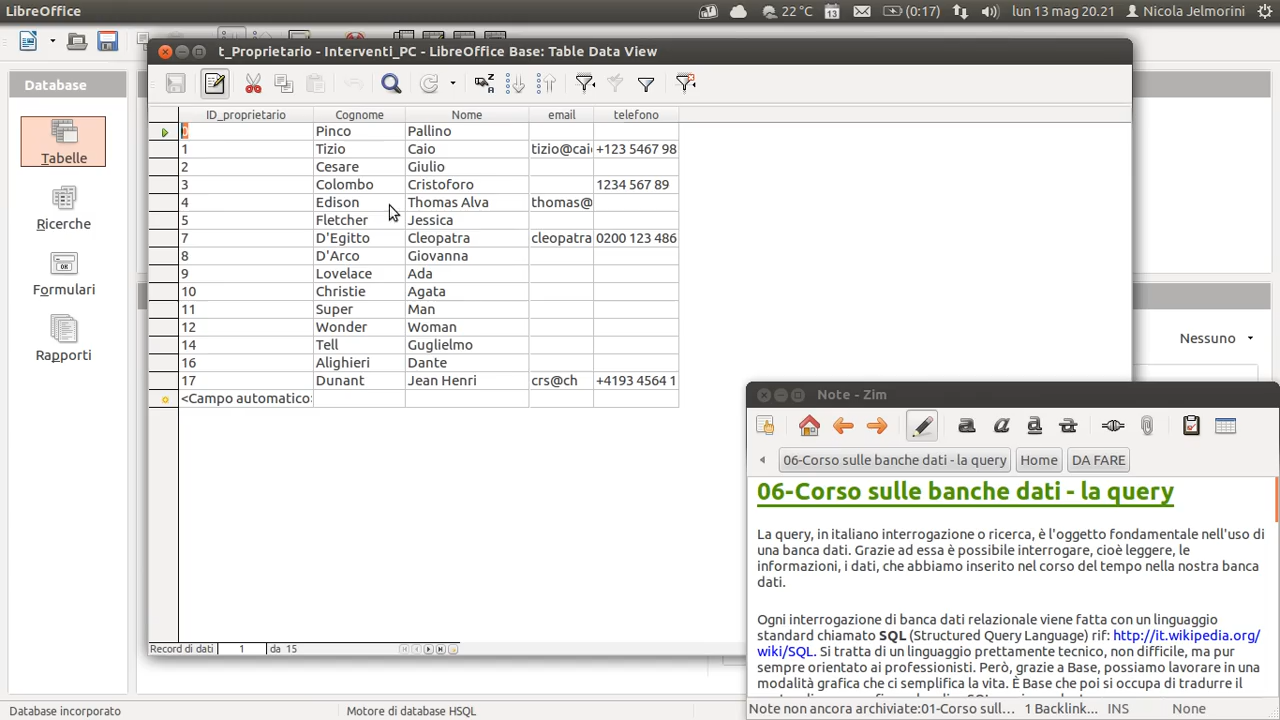 LibreOffice
22 °C
13
(0:17)
lun 13 mag 20.21
Nicola Jelmorini
t_Proprietario - Interventi_PC - LibreOffice Base: Table Data View
Database
Tabelle
Ricerche
Formulari
Rapporti
ID_proprietario Cognome Nome email telefono
Pinco Pallino
1 Tizio Caio tizio@cai +123 5467 98
2 Cesare Giulio
3 Colombo Cristoforo 1234 567 89
4 Edison Thomas Alva thomas@
5 Fletcher Jessica
7 D'Egitto Cleopatra cleopatra 0200 123 486
8 D'Arco Giovanna
9 Lovelace Ada
10 Christie Agata
11 Super Man
12 Wonder Woman
14 Tell Guglielmo
16 Alighieri Dante
17 Dunant Jean Henri crs@ch +4193 4564 1
<Campo automatico>
Record di dati 1 da 15
Nessuno
Note - Zim
06-Corso sulle banche dati - la query Home DA FARE
06-Corso sulle banche dati - la query
La query, in italiano interrogazione o ricerca, è l'oggetto fondamentale nell'uso di
una banca dati. Grazie ad essa è possibile interrogare, cioè leggere, le
informazioni, i dati, che abbiamo inserito nel corso del tempo nella nostra banca
dati.
Ogni interrogazione di banca dati relazionale viene fatta con un linguaggio
standard chiamato SQL (Structured Query Language) rif: http://it.wikipedia.org/
wiki/SQL. Si tratta di un linguaggio prettamente tecnico, non difficile, ma pur
sempre orientato ai professionisti. Però, grazie a Base, possiamo lavorare in una
modalità grafica che ci semplifica la vita. È Base che poi si occupa di tradurre il
Note non ancora archiviate:01-Corso sull... 1 Backlink... INS None
Database incorporato Motore di database HSQL